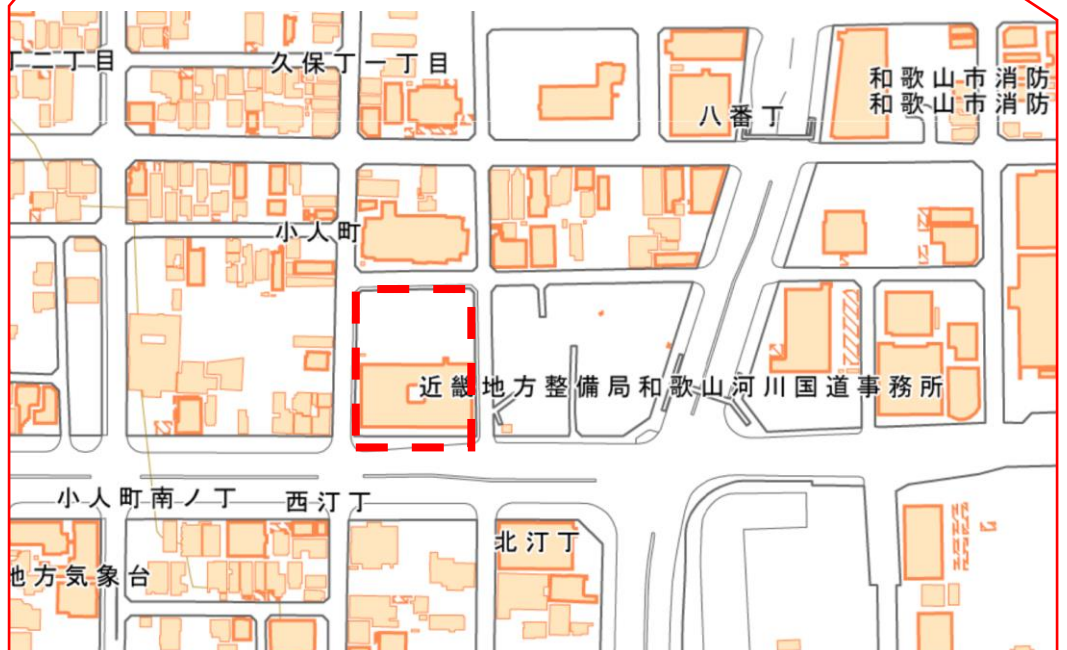 丁二丁目
久保丁一丁目
和歌山市消防
和歌山市消防
八番丁
小人町
近畿地方整備局和歌山河川国道事務所
小人町南ノ丁
西汀丁
北汀丁
地方気象台